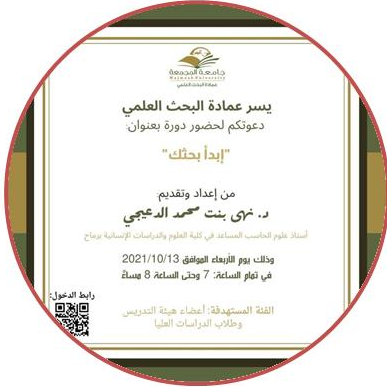 جامعة المجمعة
Majmaah University
عمادة البحث العلمي
يسر عمادة البحث العلمي
دعوتكم لحضور دورة بعنوان:
"إبدأ بحثك"
من إعداد وتقديم:
د. نهى بنت محمد الدعيجي
أستاذ علوم الحاسب المساعد في كلية العلوم والدراسات الإنسانية برماح
وذلك يوم الأربعاء الموافق 2021/10/13
في تمام الساعة: 7 وحتى الساعة 8 مساءً
رابط الدخول:
الفئة المستهدفة: أعضاء هيئة التدريس
وطلاب الدراسات العليا